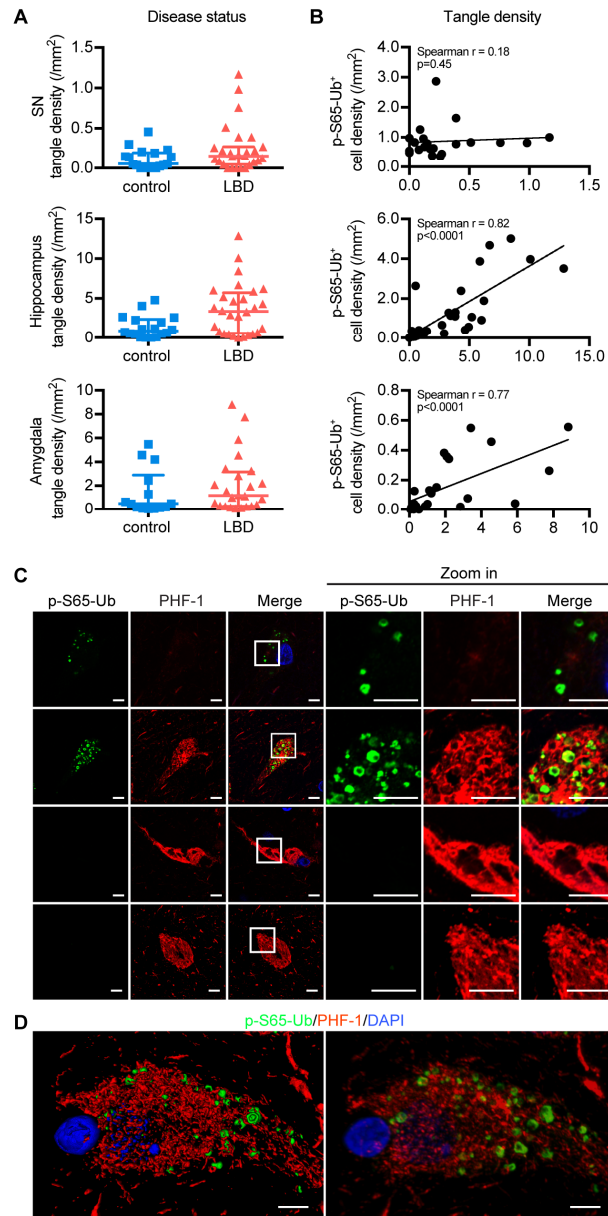 A
Disease status
SN
tangle density (/mm²)
1.5
1.0
0.5
0.0
control
LBD
Hippocampus
tangle density (/mm²)
15
10
5
0
control
LBD
Amygdala
tangle density (/mm²)
10
8
6
4
2
0
control
LBD
B
Tangle density
p-S65-Ub⁺
cell density (/mm²)
Spearman r = 0.18
p=0.45
4.0
3.0
2.0
1.0
0.0
0.0 0.5 1.0 1.5
p-S65-Ub⁺
cell density (/mm²)
Spearman r = 0.82
p<0.0001
6.0
4.0
2.0
0.0
0.0 5.0 10.0 15.0
p-S65-Ub⁺
cell density (/mm²)
Spearman r = 0.77
p<0.0001
0.6
0.4
0.2
0.0
0 2 4 6 8 10
C
Zoom in
p-S65-Ub PHF-1 Merge p-S65-Ub PHF-1 Merge
D
p-S65-Ub/PHF-1/DAPI